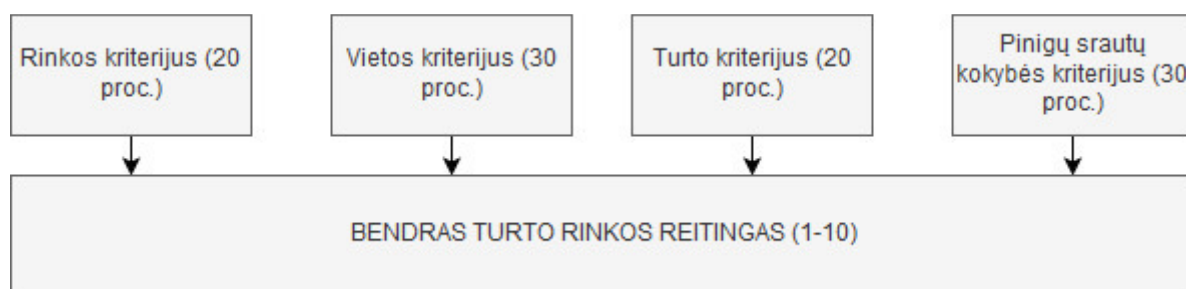 Rinkos kriterijus (20
proc.)
Vietos kriterijus (30
proc.)
Turto kriterijus (20
proc.)
Pinigų srautų
kokybės kriterijus (30
proc.)
BENDRAS TURTO RINKOS REITINGAS (1-10)